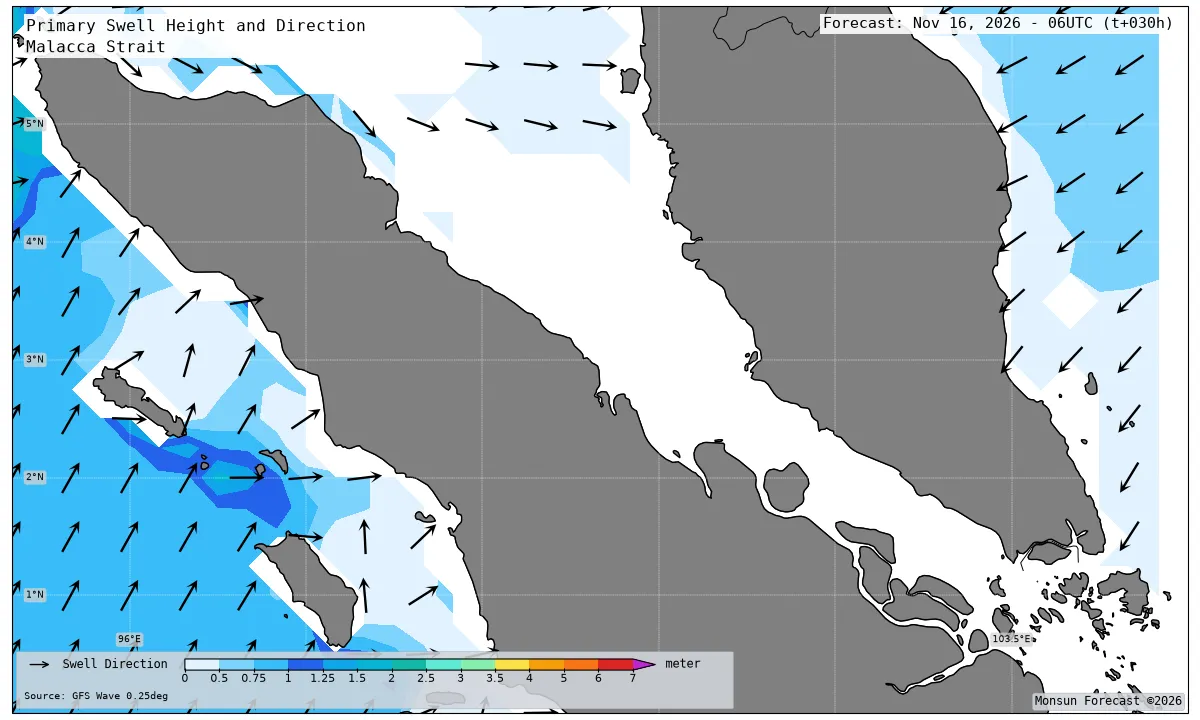 Primary Swell Height and Direction
Malacca Strait
Forecast: Nov 16, 2026 - 06UTC (t+030h)
5°N
4°N
3°N
2°N
1°N
96°E
103.5°E
Swell Direction
meter
0 0.5 0.75 1 1.25 1.5 2 2.5 3 3.5 4 5 6 7
Source: GFS Wave 0.25deg
Monsun Forecast ©2026